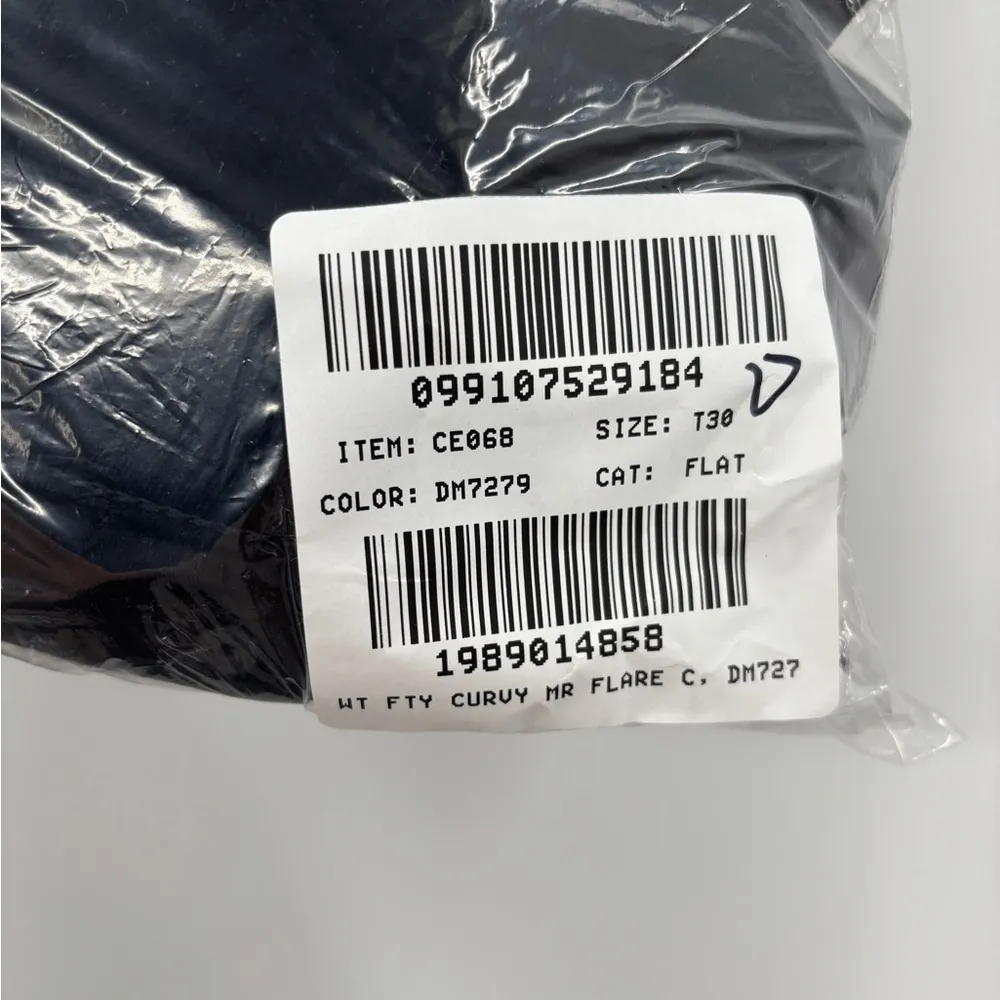 099107529184
ITEM: CE068 SIZE: T30
COLOR: DM7279 CAT: FLAT
1989014858
WT FTY CURVY MR FLARE C, DM727